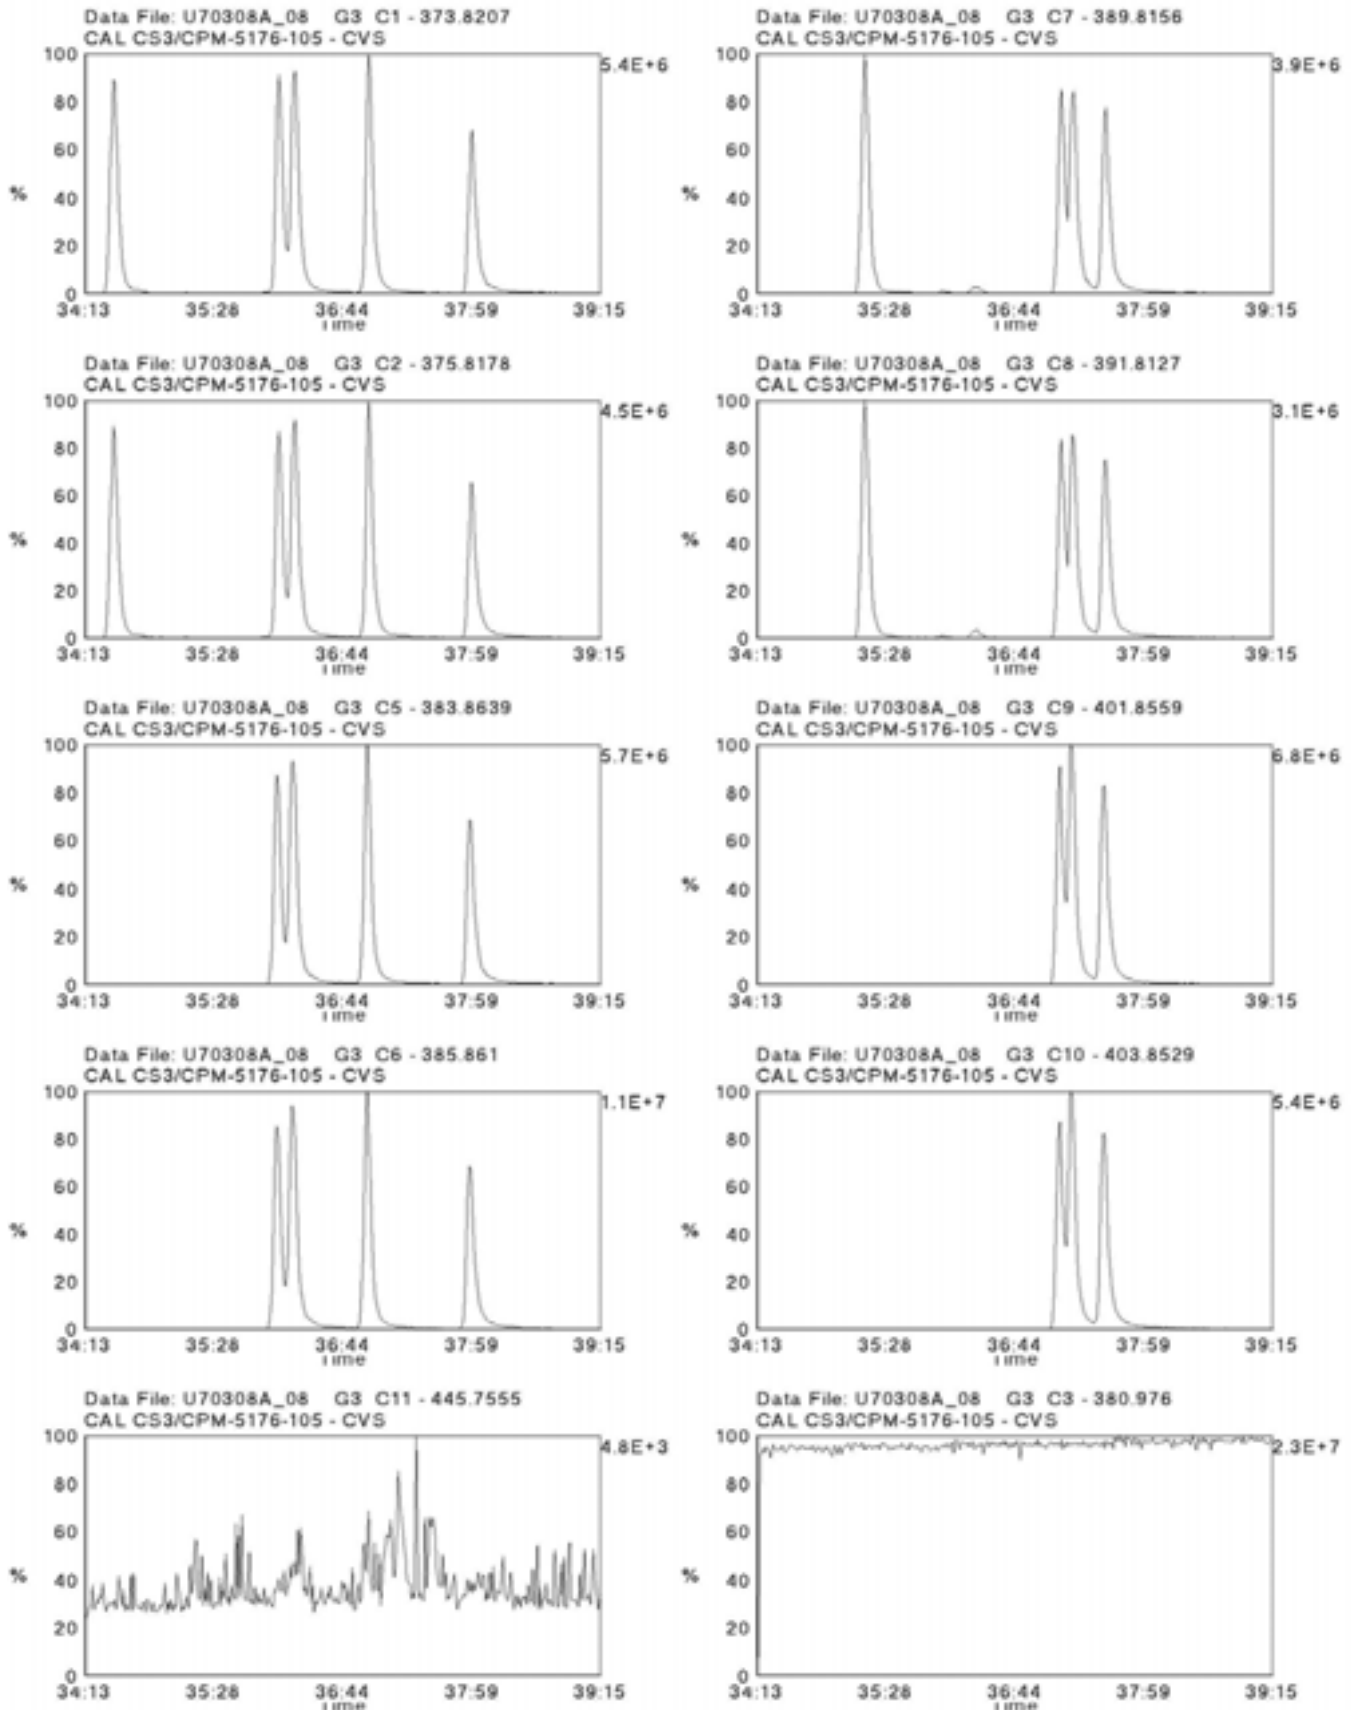 Data File: U70308A_08 G3 C1 - 373.8207
CAL CS3/CPM-5176-105 - CVS
100
5.4E+6
80
60
%
40
20
0
34:13 35:28 36:44 37:59 39:15
Time
Data File: U70308A_08 G3 C7 - 389.8156
CAL CS3/CPM-5176-105 - CVS
100
3.9E+6
80
60
%
40
20
0
34:13 35:28 36:44 37:59 39:15
Time
Data File: U70308A_08 G3 C2 - 375.8178
CAL CS3/CPM-5176-105 - CVS
100
4.5E+6
80
60
%
40
20
0
34:13 35:28 36:44 37:59 39:15
Time
Data File: U70308A_08 G3 C8 - 391.8127
CAL CS3/CPM-5176-105 - CVS
100
3.1E+6
80
60
%
40
20
0
34:13 35:28 36:44 37:59 39:15
Time
Data File: U70308A_08 G3 C5 - 383.8639
CAL CS3/CPM-5176-105 - CVS
100
5.7E+6
80
60
%
40
20
0
34:13 35:28 36:44 37:59 39:15
Time
Data File: U70308A_08 G3 C9 - 401.8559
CAL CS3/CPM-5176-105 - CVS
100
6.8E+6
80
60
%
40
20
0
34:13 35:28 36:44 37:59 39:15
Time
Data File: U70308A_08 G3 C6 - 385.861
CAL CS3/CPM-5176-105 - CVS
100
1.1E+7
80
60
%
40
20
0
34:13 35:28 36:44 37:59 39:15
Time
Data File: U70308A_08 G3 C10 - 403.8529
CAL CS3/CPM-5176-105 - CVS
100
5.4E+6
80
60
%
40
20
0
34:13 35:28 36:44 37:59 39:15
Time
Data File: U70308A_08 G3 C11 - 445.7555
CAL CS3/CPM-5176-105 - CVS
100
4.8E+3
80
60
%
40
20
0
34:13 35:28 36:44 37:59 39:15
Time
Data File: U70308A_08 G3 C3 - 380.976
CAL CS3/CPM-5176-105 - CVS
100
2.3E+7
80
60
%
40
20
0
34:13 35:28 36:44 37:59 39:15
Time